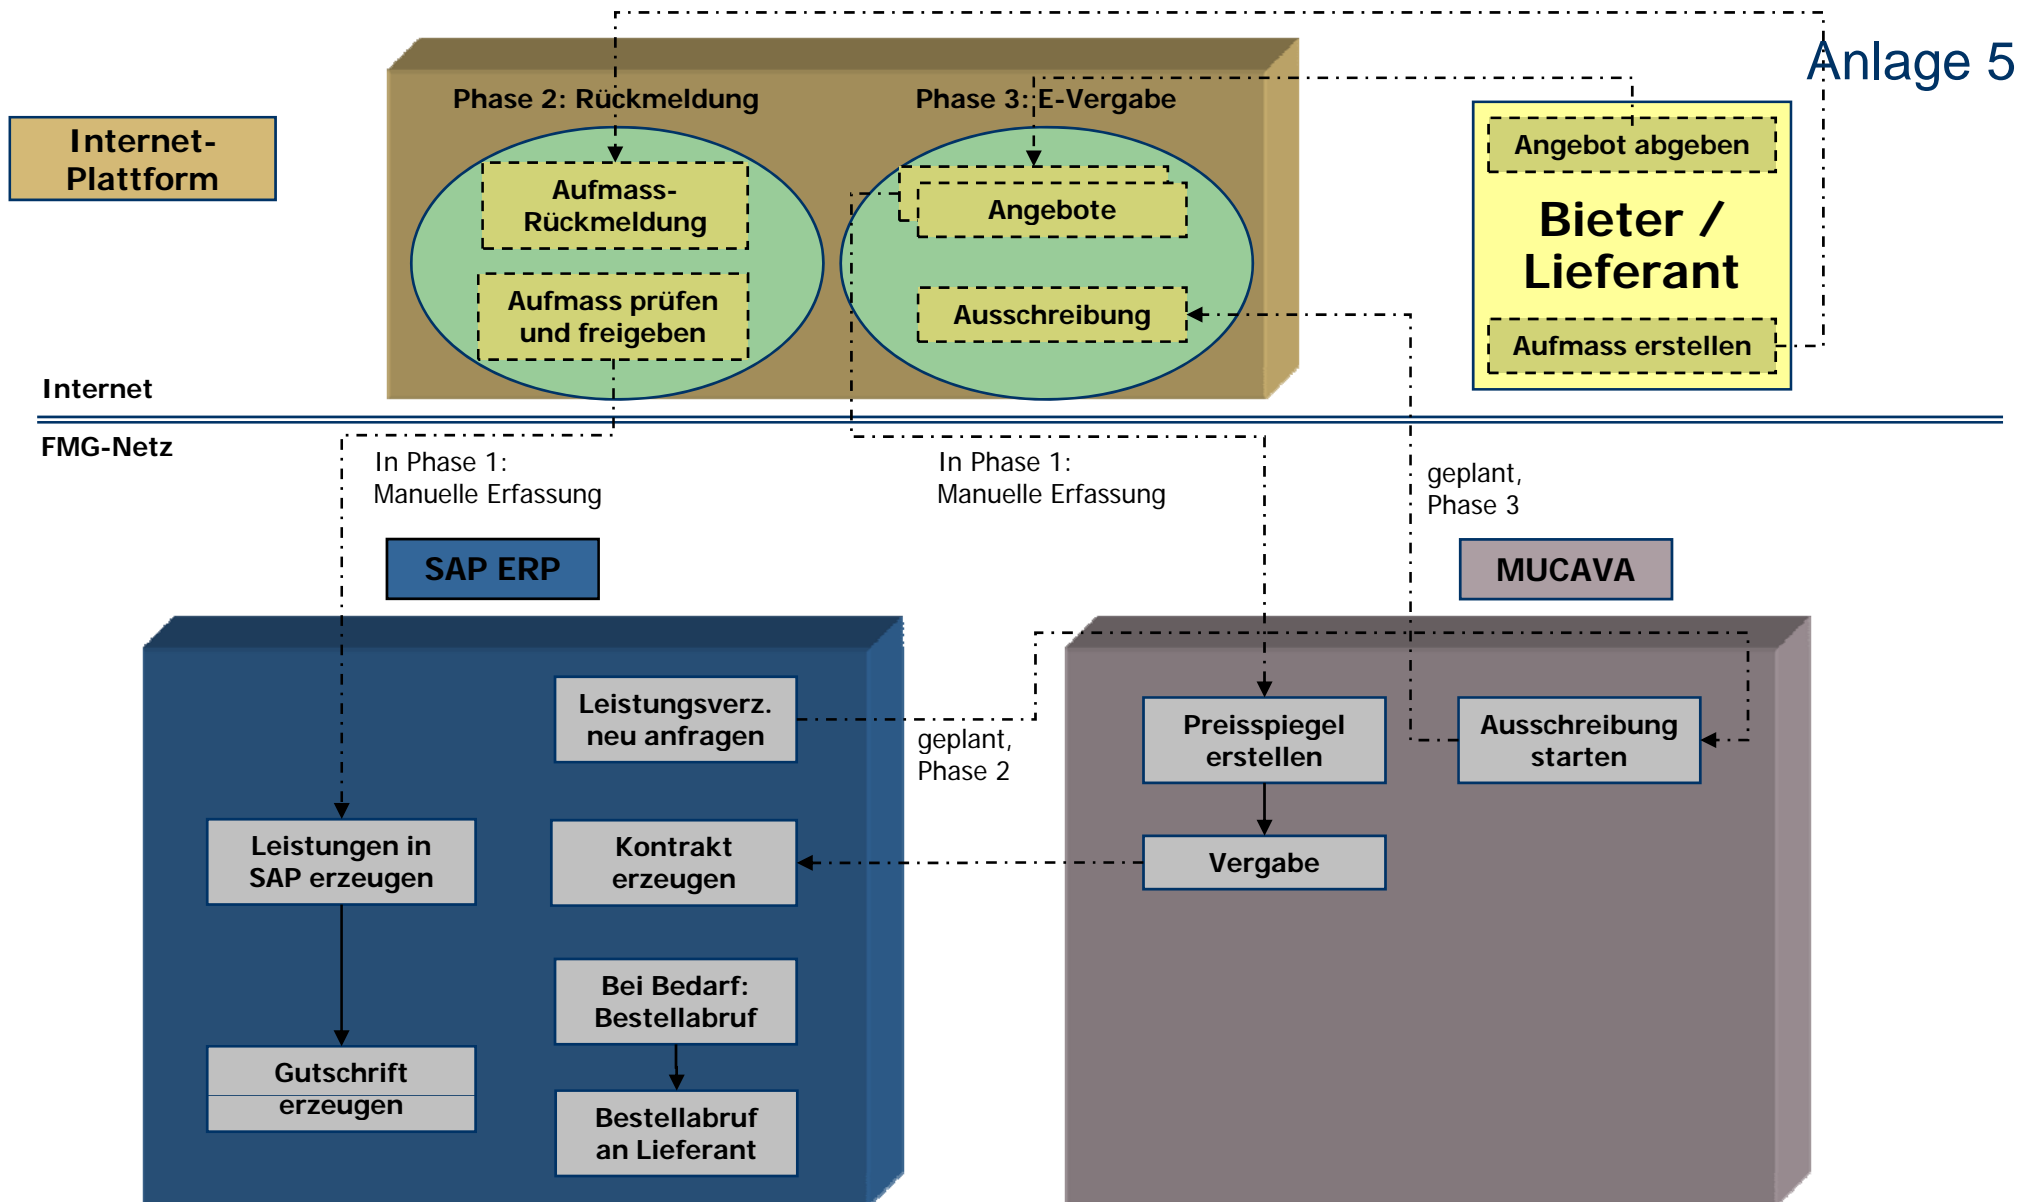 Anlage 5
Internet-
Plattform
Phase 2: Rückmeldung
Aufmass-
Rückmeldung
Aufmass prüfen
und freigeben
Phase 3: E-Vergabe
Angebote
Ausschreibung
Angebot abgeben
Bieter /
Lieferant
Aufmass erstellen
Internet
FMG-Netz
In Phase 1:
Manuelle Erfassung
In Phase 1:
Manuelle Erfassung
geplant,
Phase 3
SAP ERP
MUCAVA
Leistungsverz.
neu anfragen
geplant,
Phase 2
Preisspiegel
erstellen
Ausschreibung
starten
Leistungen in
SAP erzeugen
Kontrakt
erzeugen
Vergabe
Bei Bedarf:
Bestellabruf
Gutschrift
erzeugen
Bestellabruf
an Lieferant